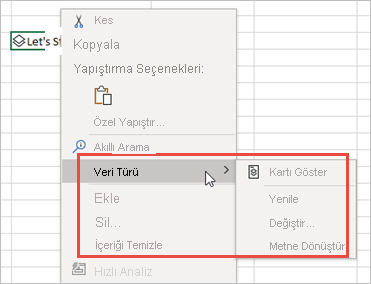 Let's St
Kes
Kopyala
Yapıştırma Seçenekleri:
Özel Yapıştır...
Akıllı Arama
Veri Türü
Ekle
Sil...
İçeriği Temizle
Hızlı Analiz
Kartı Göster
Yenile
Değiştir...
Metne Dönüştür